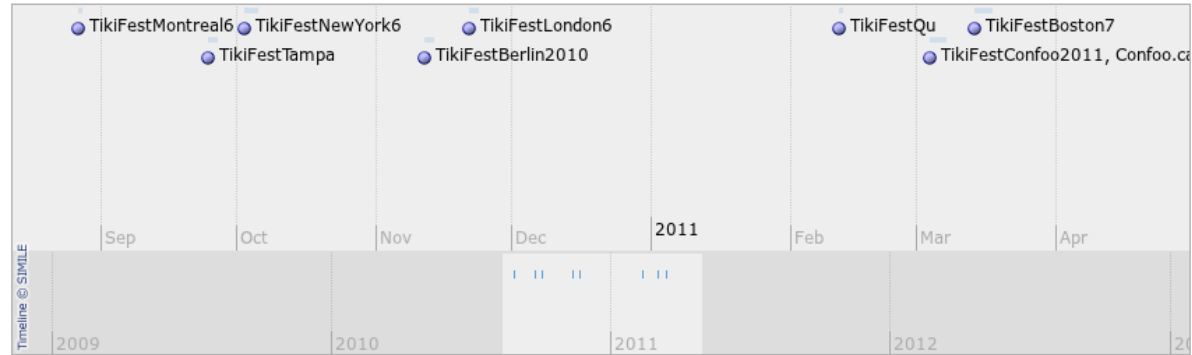 TikiFestMontreal6 TikiFestNewYork6 TikiFestLondon6 TikiFestQu TikiFestBoston7
TikiFestTampa TikiFestBerlin2010 TikiFestConfoo2011, Confoo.ca
Sep Oct Nov Dec 2011 Feb Mar Apr
Timeline © SIMILE
2009 2010 2011 2012 20